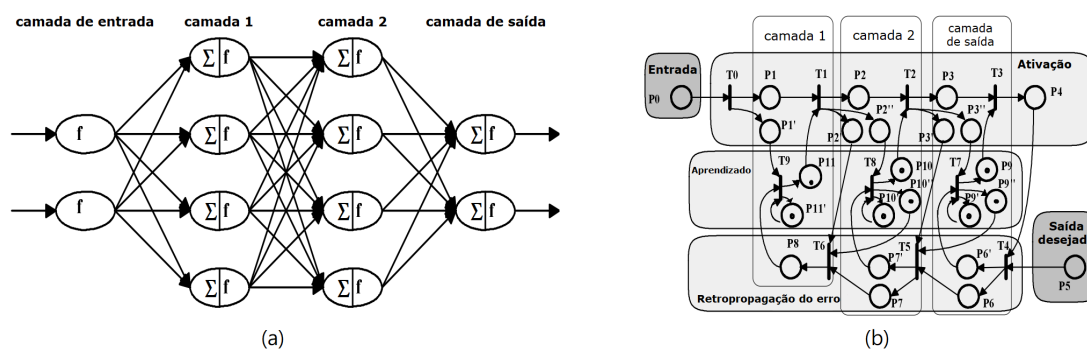 camada de entrada camada 1 camada 2 camada de saída
Σ f Σ f
f Σ f Σ f Σ f
f Σ f Σ f Σ f
Σ f Σ f
(a)
camada 1 camada 2 camada de saída
Entrada Ativação
T0 P1 T1 P2 T2 P3 T3
P0 P4
P1' P2' P2'' P3' P3''
Aprendizado
T9 P11 T8 P10 T7 P9
P11' P10' P10'' P9' P9''
P8 T6 P7' T5 P6' T4
P7 P6
Retropropagação do erro
Saída desejada
P5
(b)